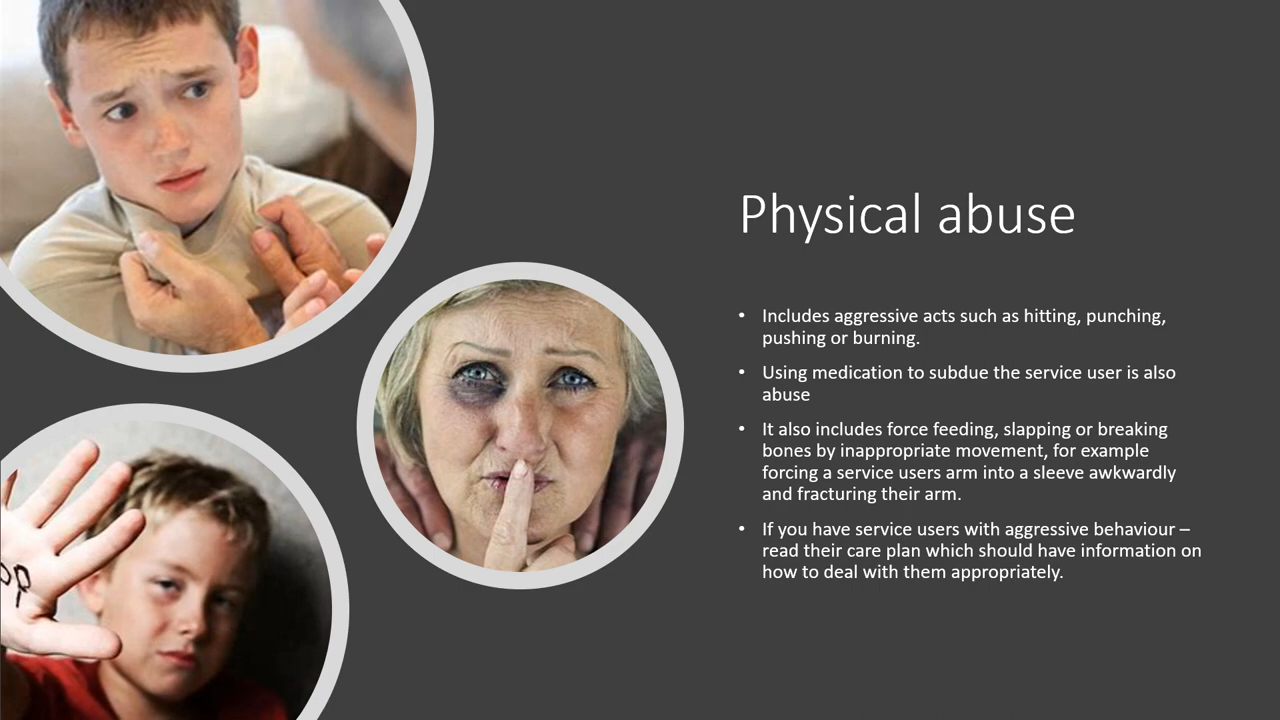 Physical abuse
• Includes aggressive acts such as hitting, punching,
pushing or burning.
• Using medication to subdue the service user is also
abuse
• It also includes force feeding, slapping or breaking
bones by inappropriate movement, for example
forcing a service users arm into a sleeve awkwardly
and fracturing their arm.
• If you have service users with aggressive behaviour –
read their care plan which should have information on
how to deal with them appropriately.